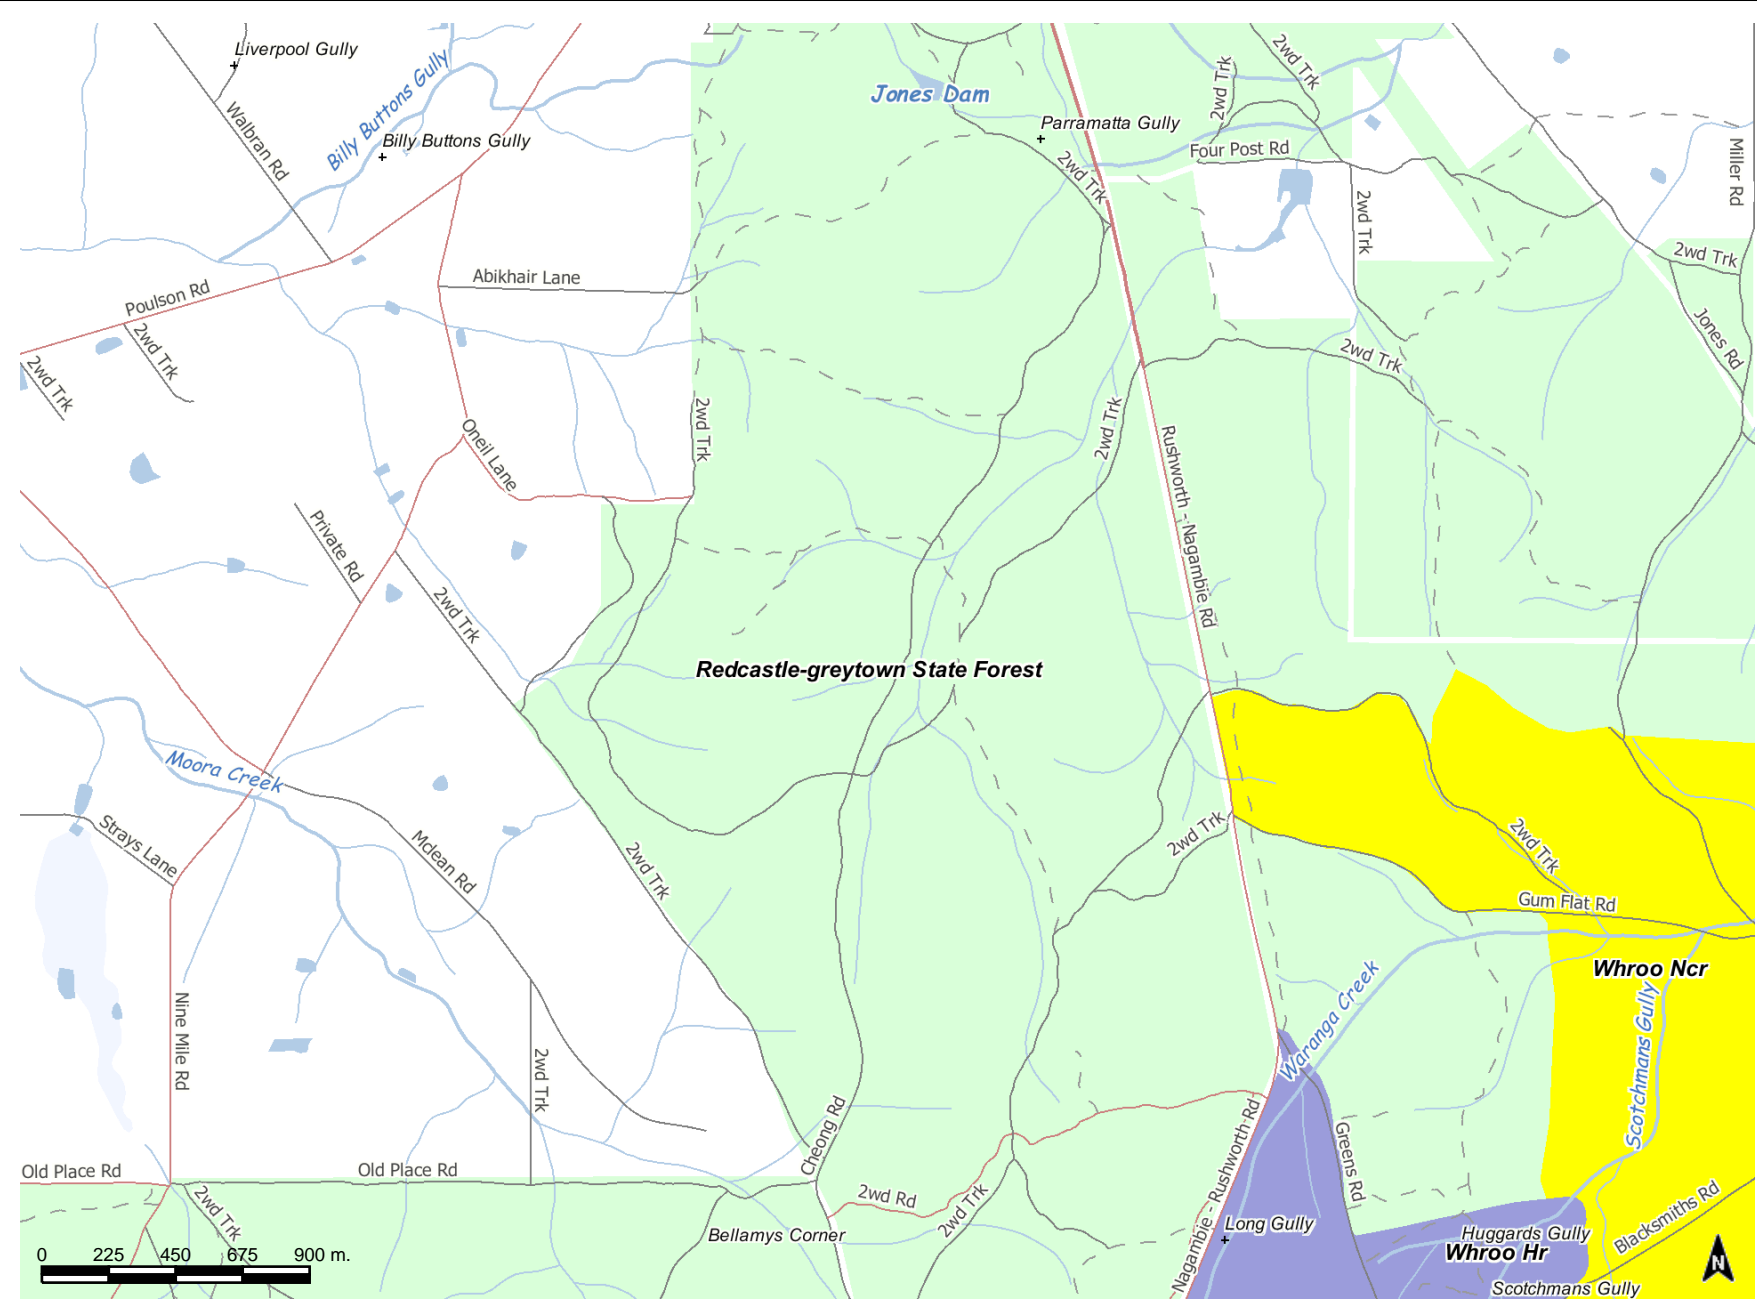 Liverpool Gully
Walbran Rd
Billy Buttons Gully
Billy Buttons Gully
Jones Dam
Parramatta Gully
2wd Trk
2wd Trk
2wd Trk
Four Post Rd
2wd Trk
Miller Rd
2wd Trk
Jones Rd
Abikhair Lane
Poulson Rd
2wd Trk
2wd Trk
2wd Trk
2wd Trk
2wd Trk
Oneil Lane
Rushworth - Nagambie Rd
Private Rd
2wd Trk
Redcastle-greytown State Forest
Moora Creek
Strays Lane
Mclean Rd
2wd Trk
2wd Trk
2wd Trk
Gum Flat Rd
Whroo Ncr
Waranga Creek
Scotchmans Gully
Nine Mile Rd
2wd Trk
Cheong Rd
Old Place Rd
Old Place Rd
2wd Trk
2wd Rd
2wd Trk
Bellamys Corner
Nagambie - Rushworth Rd
Greens Rd
Long Gully
Huggards Gully
Whroo Hr
Blacksmiths Rd
Scotchmans Gully
0 225 450 675 900 m.
N